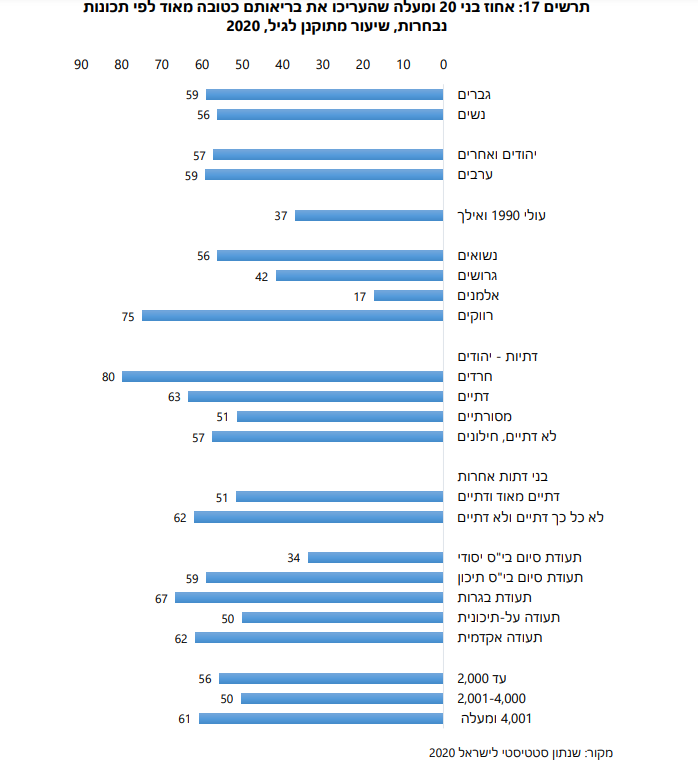 תרשים 17: אחוז בני 20 ומעלה שהעריכו את בריאותם כטובה מאוד לפי תכונות
נבחרות, שיעור מתוקנן לגיל, 2020
90 80 70 60 50 40 30 20 10 0
גברים 59
נשים 56
יהודים ואחרים 57
ערבים 59
עולי 1990 ואילך 37
נשואים 56
גרושים 42
אלמנים 17
רווקים 75
דתיות - יהודים
חרדים 80
דתיים 63
מסורתיים 51
לא דתיים, חילונים 57
בני דתות אחרות
דתיים מאוד ודתיים 51
לא כל כך דתיים ולא דתיים 62
תעודת סיום בי"ס יסודי 34
תעודת סיום בי"ס תיכון 59
תעודת בגרות 67
תעודה על-תיכונית 50
תעודה אקדמית 62
עד 2,000 56
2,001-4,000 50
4,001 ומעלה 61
מקור: שנתון סטטיסטי לישראל 2020